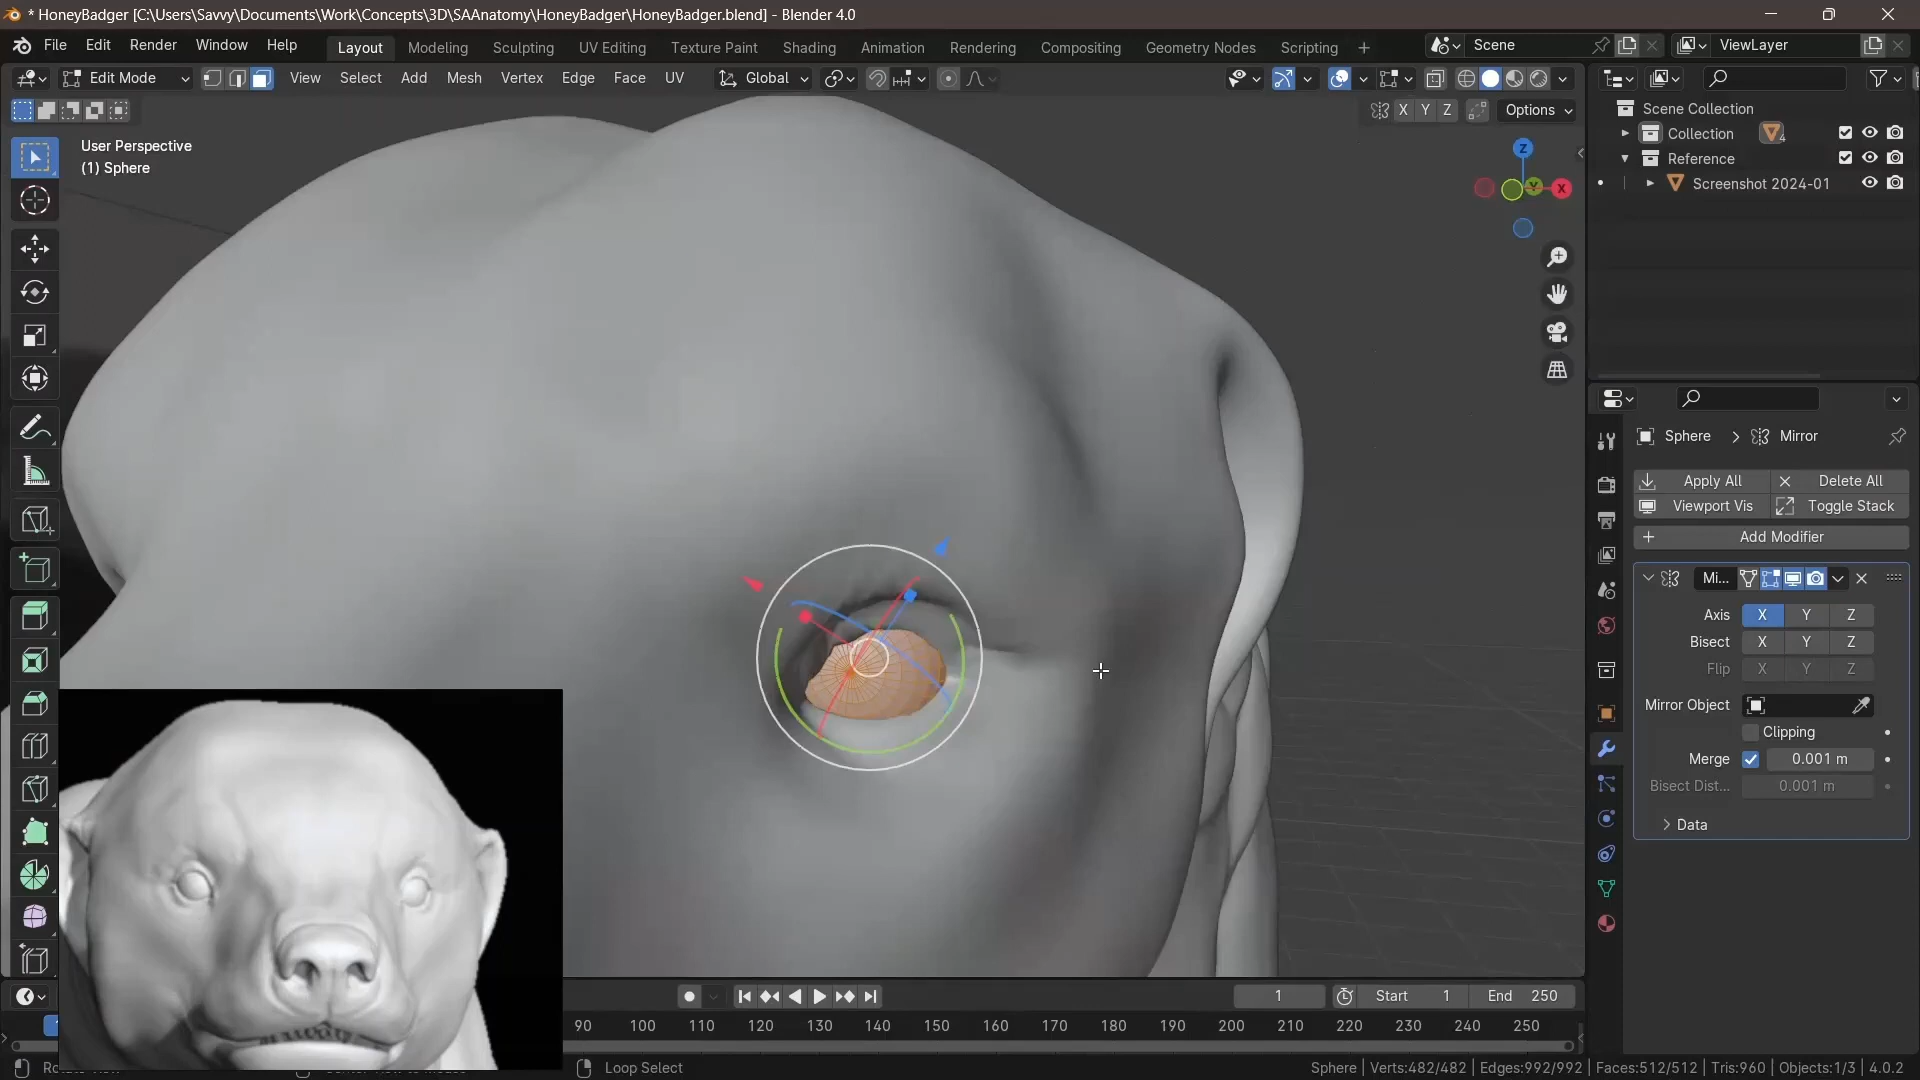 * HoneyBadger [C:\Users\Savvy\Documents\Work\Concepts\3D\SAAnatomy\HoneyBadger\HoneyBadger.blend] - Blender 4.0
File Edit Render Window Help Layout Modeling Sculpting UV Editing Texture Paint Shading Animation Rendering Compositing Geometry Nodes Scripting + Scene ViewLayer
Edit Mode View Select Add Mesh Vertex Edge Face UV Global
X Y Z Options
User Perspective
(1) Sphere
Z
Y X
Scene Collection
Collection 4
Reference
Screenshot 2024-01
Sphere > Mirror
Apply All Delete All
Viewport Vis Toggle Stack
+ Add Modifier
Mi...
Axis X Y Z
Bisect X Y Z
Flip X Y Z
Mirror Object
Clipping
Merge 0.001 m
Bisect Dist... 0.001 m
Data
1 Start 1 End 250
90 100 110 120 130 140 150 160 170 180 190 200 210 220 230 240 250
Loop Select Sphere | Verts:482/482 | Edges:992/992 | Faces:512/512 | Tris:960 | Objects:1/3 | 4.0.2